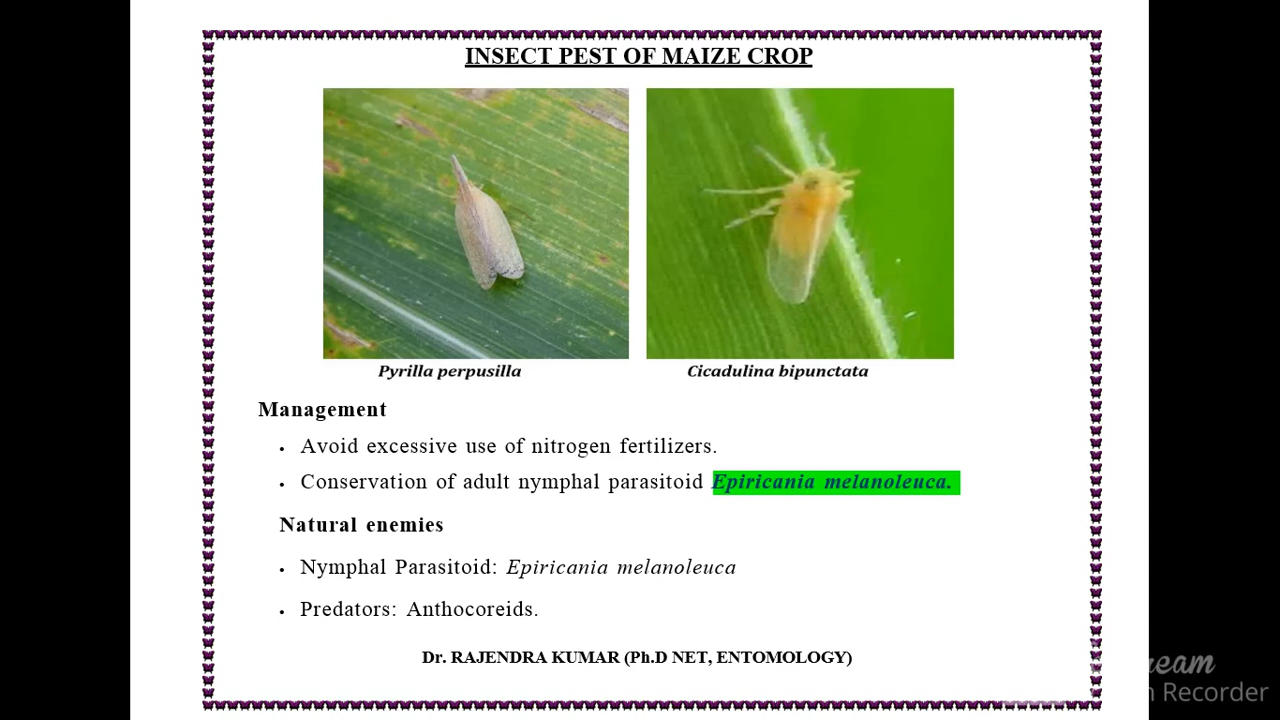 INSECT PEST OF MAIZE CROP
Pyrilla perpusilla
Cicadulina bipunctata
Management
• Avoid excessive use of nitrogen fertilizers.
• Conservation of adult nymphal parasitoid Epiricania melanoleuca.
Natural enemies
• Nymphal Parasitoid: Epiricania melanoleuca
• Predators: Anthocoreids.
Dr. RAJENDRA KUMAR (Ph.D NET, ENTOMOLOGY)
Recorder